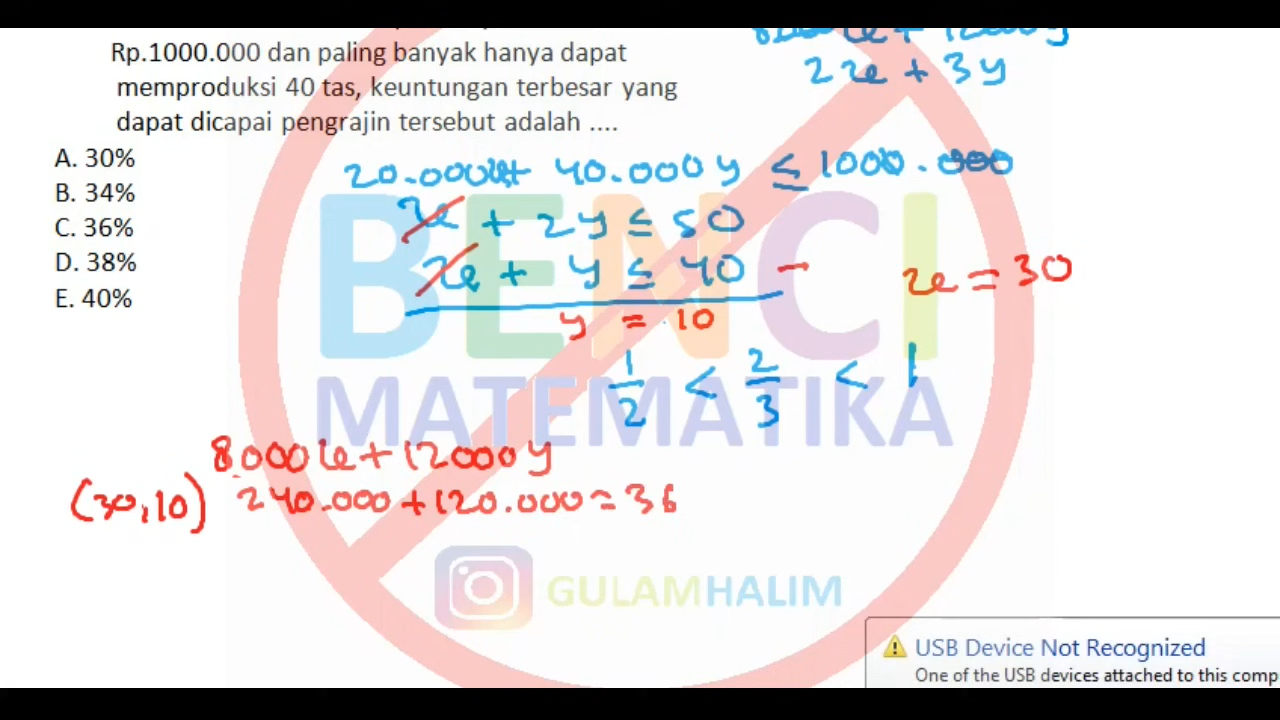 Rp.1000.000 dan paling banyak hanya dapat
memproduksi 40 tas, keuntungan terbesar yang
dapat dicapai pengrajin tersebut adalah ....
2x + 3y
A. 30%
B. 34%
C. 36%
D. 38%
E. 40%
20.000x + 40.000y ≤ 1000.000
x + 2y ≤ 50
x + y ≤ 40 -
y = 10
x = 30
1/2 < 2/3 < 1
8000x + 12000y
(30,10) 240.000 + 120.000 = 36
BENCI
MATEMATIKA
GULAMHALIM
USB Device Not Recognized
One of the USB devices attached to this comp